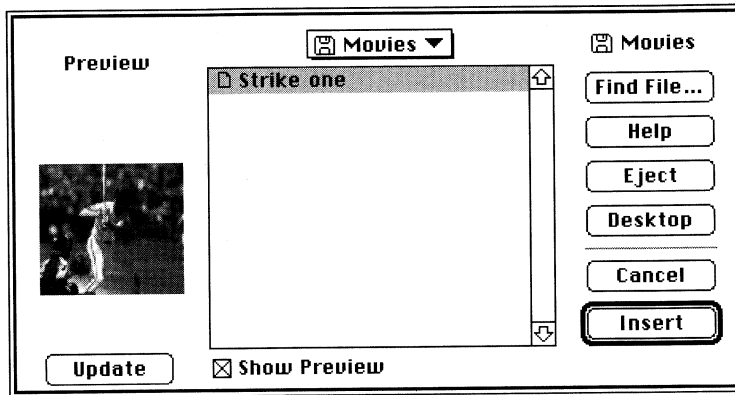 Preview
Movies
Strike one
Update
Show Preview
Movies
Find File...
Help
Eject
Desktop
Cancel
Insert